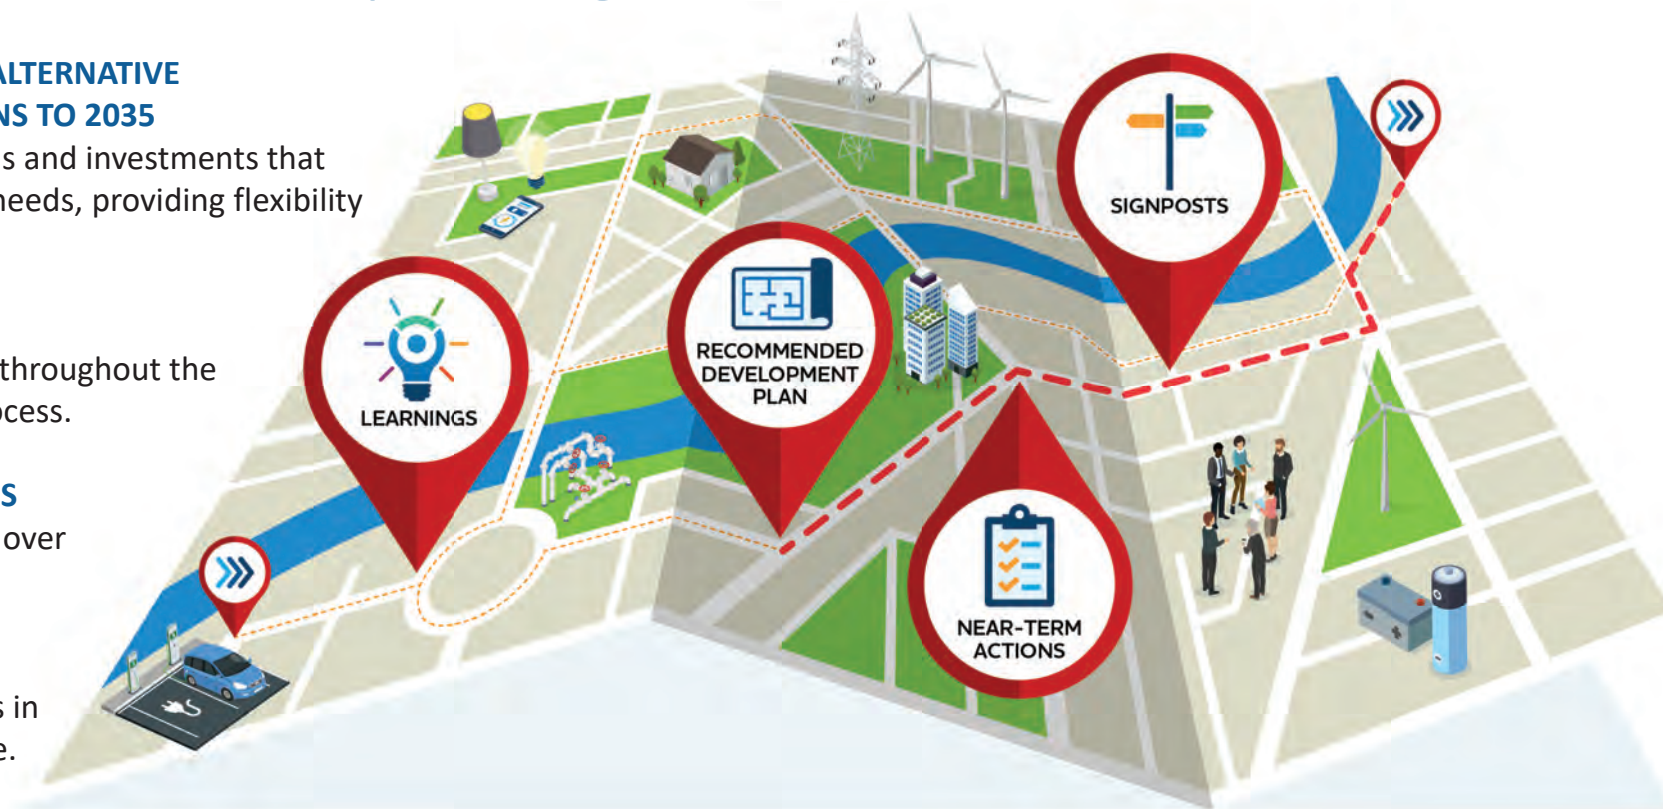 ALTERNATIVE
NS TO 2035
s and investments that
needs, providing flexibility
throughout the
ocess.
S
over
s in
e.
LEARNINGS
RECOMMENDED
DEVELOPMENT
PLAN
SIGNPOSTS
NEAR-TERM
ACTIONS